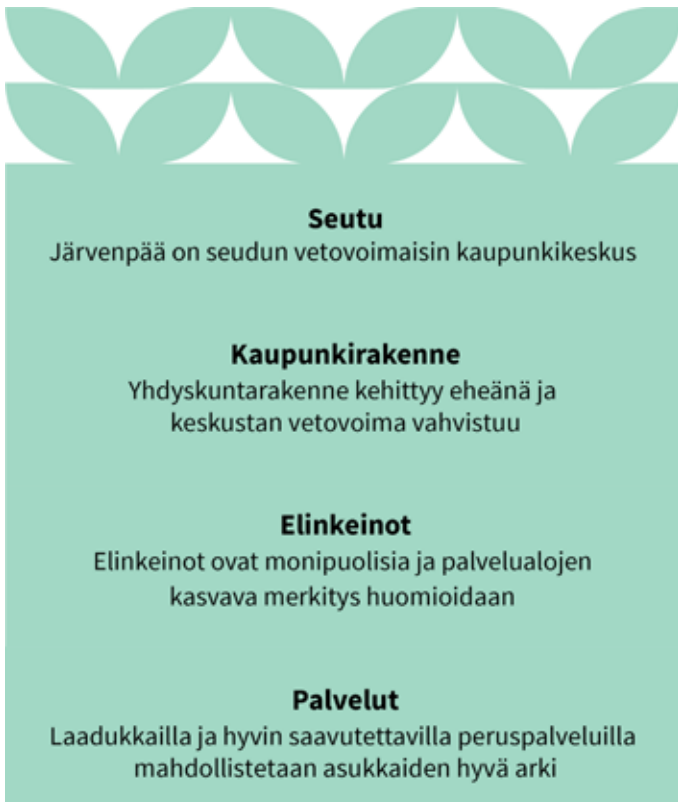 Seutu
Järvenpää on seudun vetovoimaisin kaupunkikeskus
Kaupunkirakenne
Yhdyskuntarakenne kehittyy eheänä ja
keskustan vetovoima vahvistuu
Elinkeinot
Elinkeinot ovat monipuolisia ja palvelualojen
kasvava merkitys huomioidaan
Palvelut
Laadukkailla ja hyvin saavutettavilla peruspalveluilla
mahdollistetaan asukkaiden hyvä arki